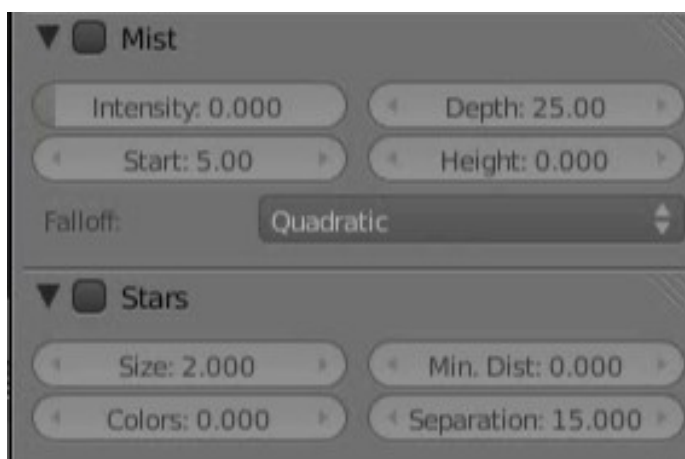 Mist
Intensity: 0.000 Depth: 25.00
Start: 5.00 Height: 0.000
Falloff: Quadratic
Stars
Size: 2.000 Min. Dist: 0.000
Colors: 0.000 Separation: 15.000